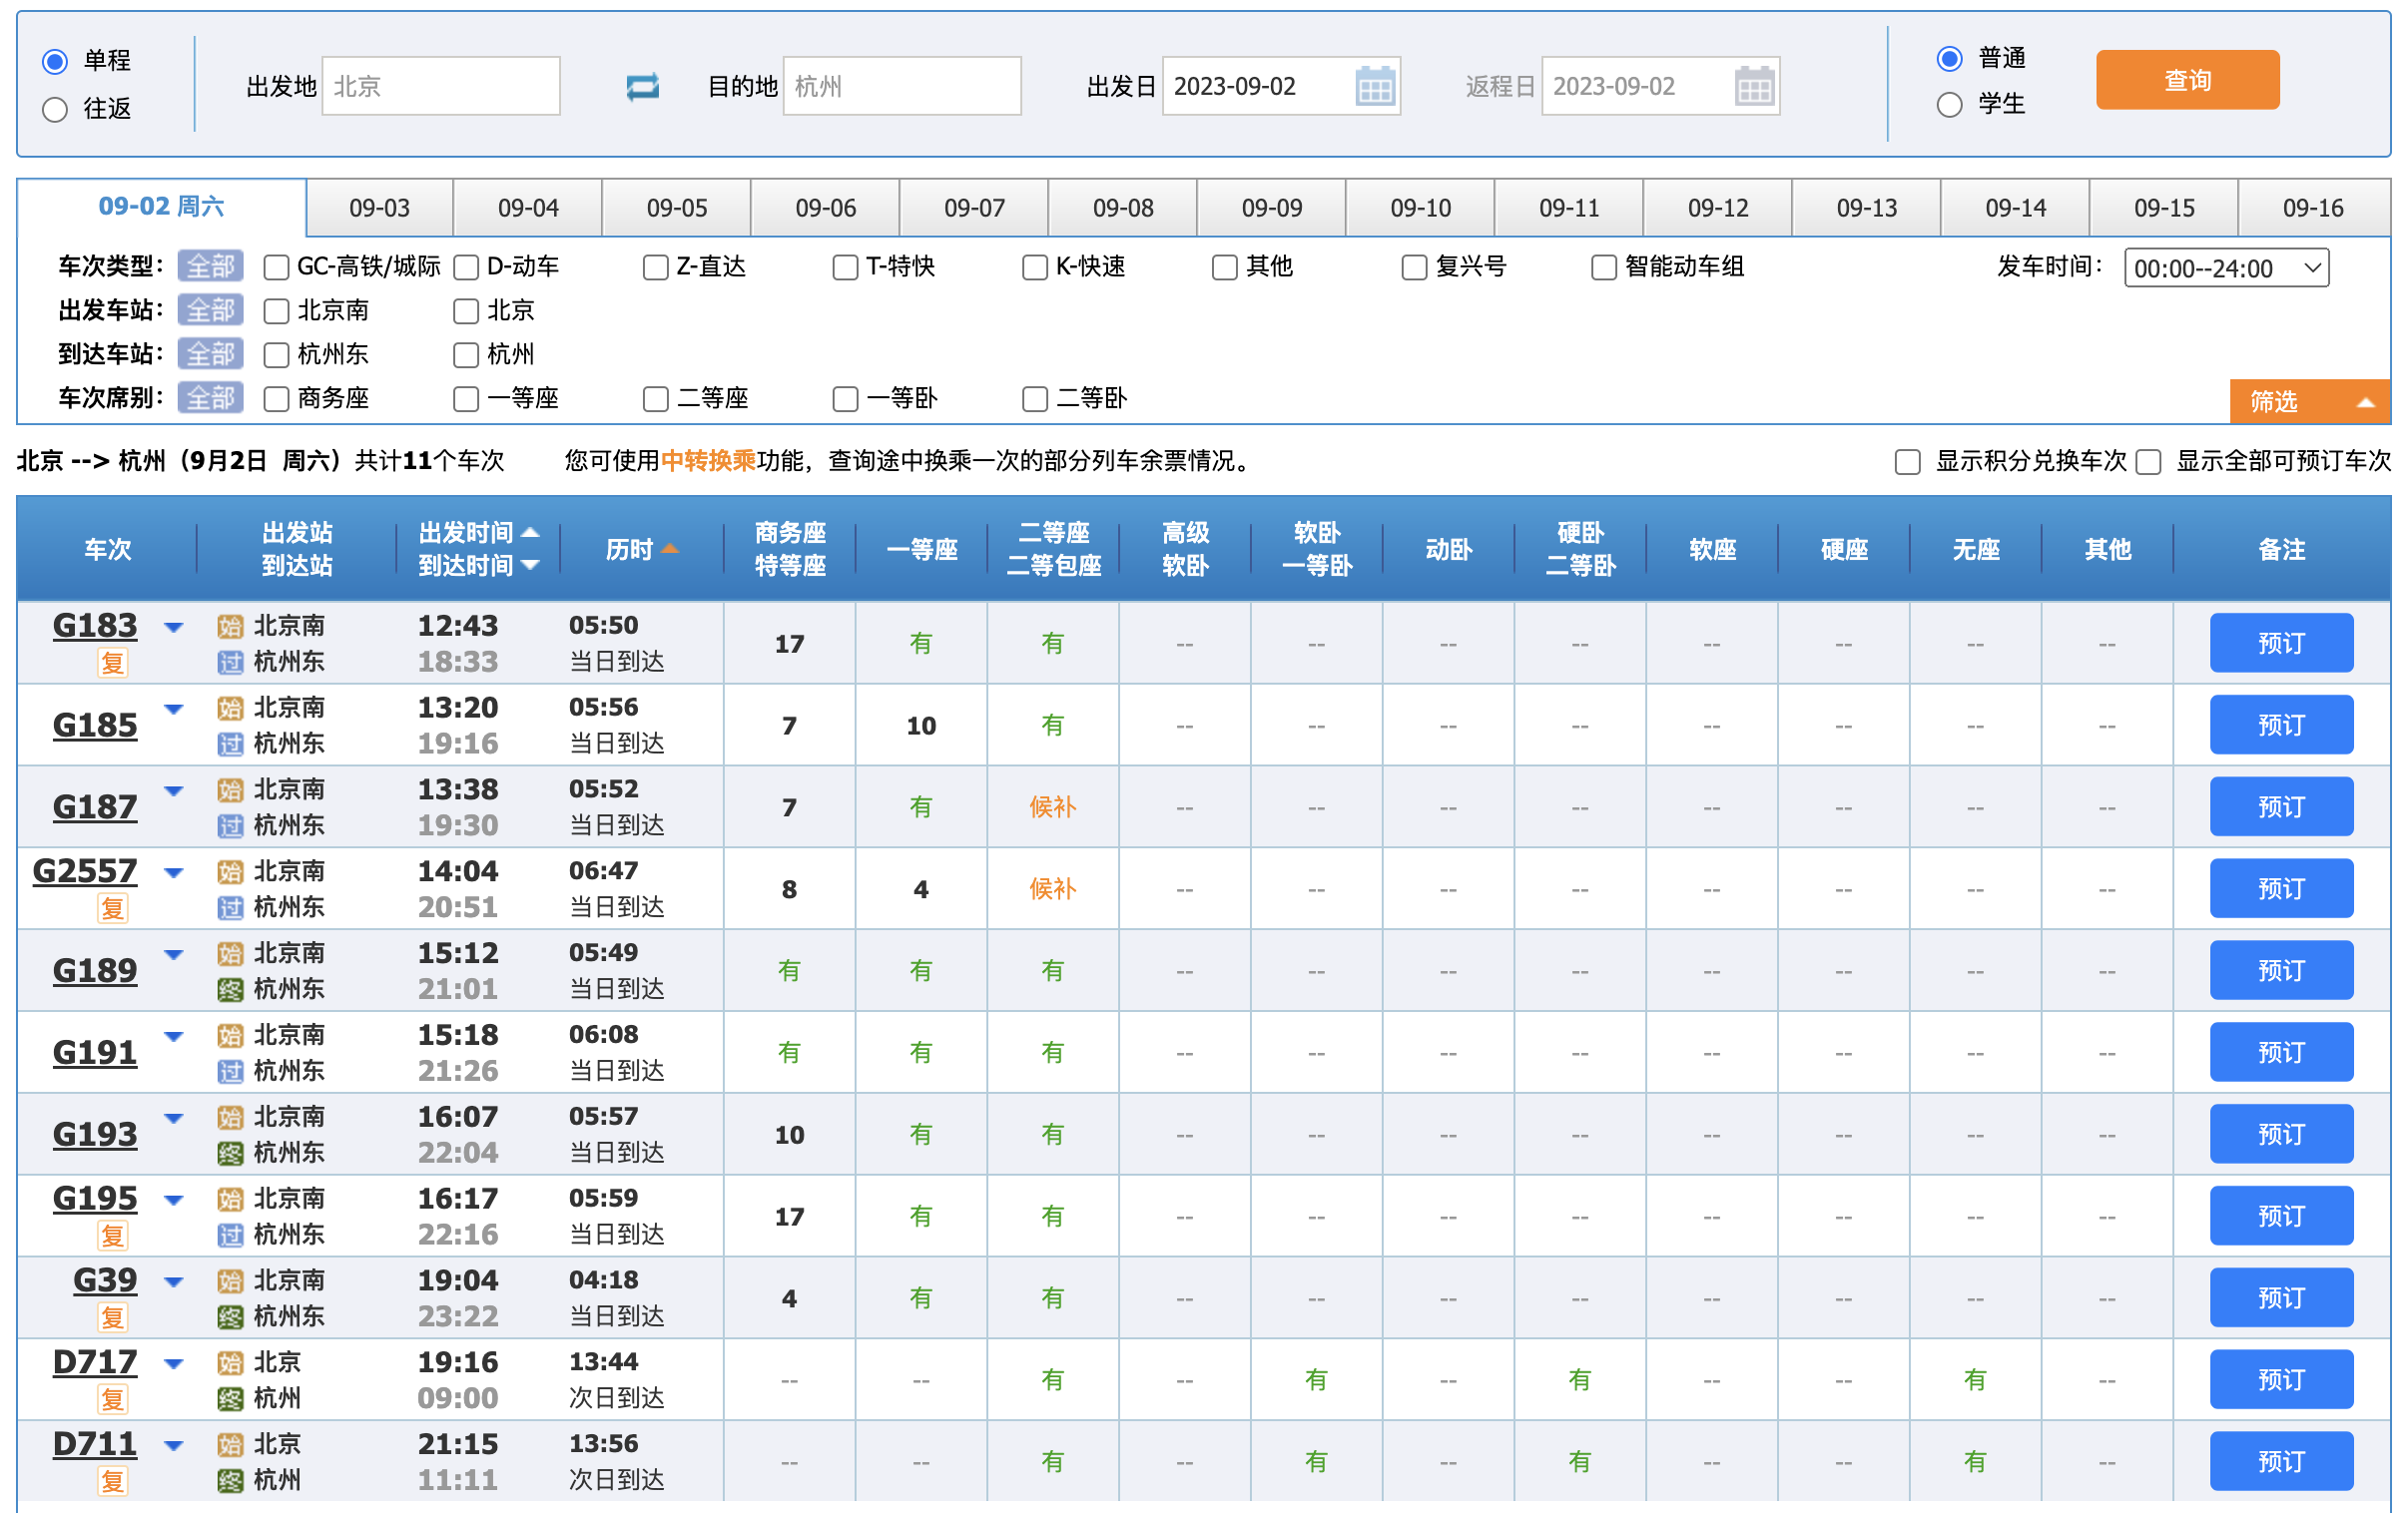 单程 出发地 北京 目的地 杭州 出发日 2023-09-02 返程日 2023-09-02 普通 查询
往返 学生
09-02 周六 09-03 09-04 09-05 09-06 09-07 09-08 09-09 09-10 09-11 09-12 09-13 09-14 09-15 09-16
车次类型： 全部 GC-高铁/城际 D-动车 Z-直达 T-特快 K-快速 其他 复兴号 智能动车组 发车时间： 00:00--24:00
出发车站： 全部 北京南 北京
到达车站： 全部 杭州东 杭州
车次席别： 全部 商务座 一等座 二等座 一等卧 二等卧 筛选
北京 --> 杭州（9月2日 周六）共计11个车次 您可使用中转换乘功能，查询途中换乘一次的部分列车余票情况。 显示积分兑换车次 显示全部可预订车次
车次 出发站 到达站 出发时间 到达时间 历时 商务座 特等座 一等座 二等座 二等包座 高级 软卧 软卧 一等卧 动卧 硬卧 二等卧 软座 硬座 无座 其他 备注
G183 始 北京南 12:43 05:50 17 有 有 -- -- -- -- -- -- -- -- 预订
复 过 杭州东 18:33 当日到达
G185 始 北京南 13:20 05:56 7 10 有 -- -- -- -- -- -- -- -- 预订
过 杭州东 19:16 当日到达
G187 始 北京南 13:38 05:52 7 有 候补 -- -- -- -- -- -- -- -- 预订
过 杭州东 19:30 当日到达
G2557 始 北京南 14:04 06:47 8 4 候补 -- -- -- -- -- -- -- -- 预订
复 过 杭州东 20:51 当日到达
G189 始 北京南 15:12 05:49 有 有 有 -- -- -- -- -- -- -- -- 预订
终 杭州东 21:01 当日到达
G191 始 北京南 15:18 06:08 有 有 有 -- -- -- -- -- -- -- -- 预订
过 杭州东 21:26 当日到达
G193 始 北京南 16:07 05:57 10 有 有 -- -- -- -- -- -- -- -- 预订
终 杭州东 22:04 当日到达
G195 始 北京南 16:17 05:59 17 有 有 -- -- -- -- -- -- -- -- 预订
复 过 杭州东 22:16 当日到达
G39 始 北京南 19:04 04:18 4 有 有 -- -- -- -- -- -- -- -- 预订
复 终 杭州东 23:22 当日到达
D717 始 北京 19:16 13:44 -- -- 有 -- 有 -- 有 -- -- 有 -- 预订
复 终 杭州 09:00 次日到达
D711 始 北京 21:15 13:56 -- -- 有 -- 有 -- 有 -- -- 有 -- 预订
复 终 杭州 11:11 次日到达